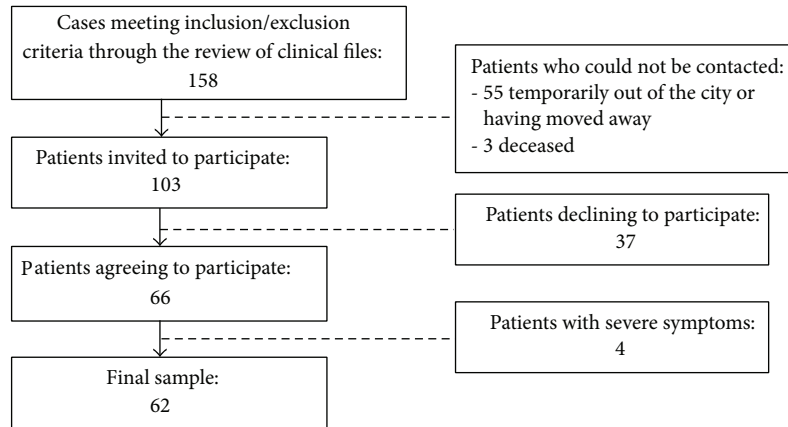 Cases meeting inclusion/exclusion
criteria through the review of clinical files:
158
Patients who could not be contacted:
- 55 temporarily out of the city or
having moved away
- 3 deceased
Patients invited to participate:
103
Patients declining to participate:
37
Patients agreeing to participate:
66
Patients with severe symptoms:
4
Final sample:
62